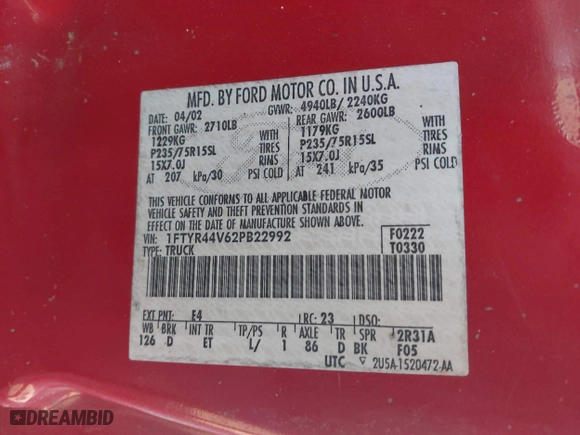 MFD. BY FORD MOTOR CO. IN U.S.A.
DATE: 04/02 GVWR: 4940LB/ 2240KG
FRONT GAWR: 2710LB REAR GAWR: 2600LB
1229KG WITH 1179KG WITH
P235/75R15SL TIRES P235/75R15SL TIRES
15X7.0J RIMS 15X7.0J RIMS
AT 207 kPa/30 PSI COLD AT 241 kPa/35 PSI COLD
THIS VEHICLE CONFORMS TO ALL APPLICABLE FEDERAL MOTOR
VEHICLE SAFETY AND THEFT PREVENTION STANDARDS IN
EFFECT ON THE DATE OF MANUFACTURE SHOWN ABOVE.
VIN: 1FTYR44V62PB22992 F0222
TYPE: TRUCK T0330
EXT PNT: E4 RC: 23 DSO:
WB BRK INT TR TP/PS R AXLE TR SPR 2R31A
126 D ET L/ 1 86 D BK F05
UTC ▽ 2U5A-1520472-AA
DREAMBID